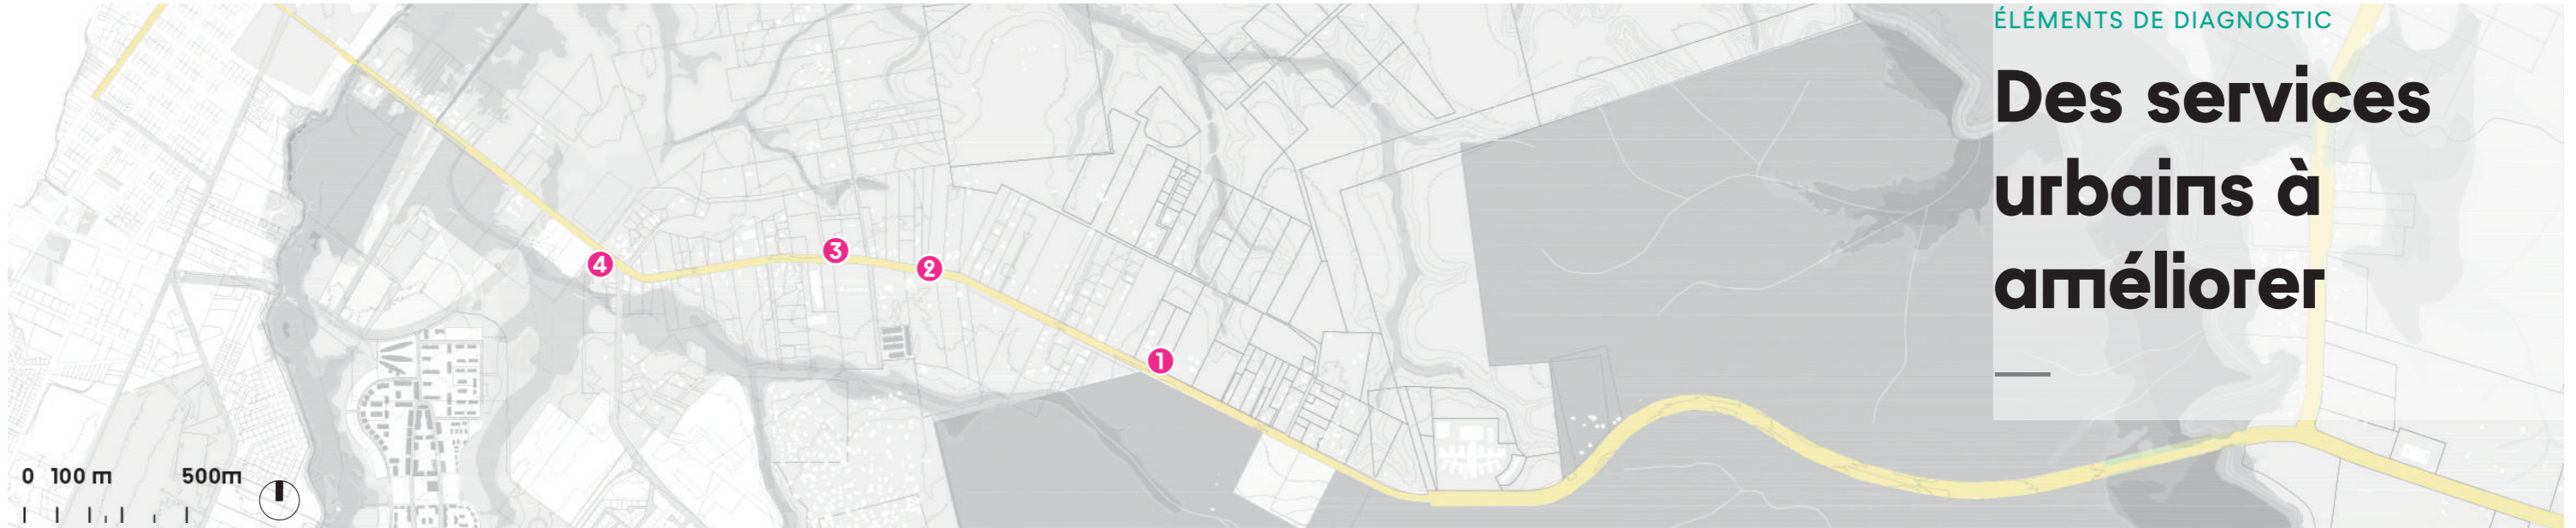 ÉLÉMENTS DE DIAGNOSTIC
Des services
urbains à
améliorer
3
4
2
1
0 100 m 500m